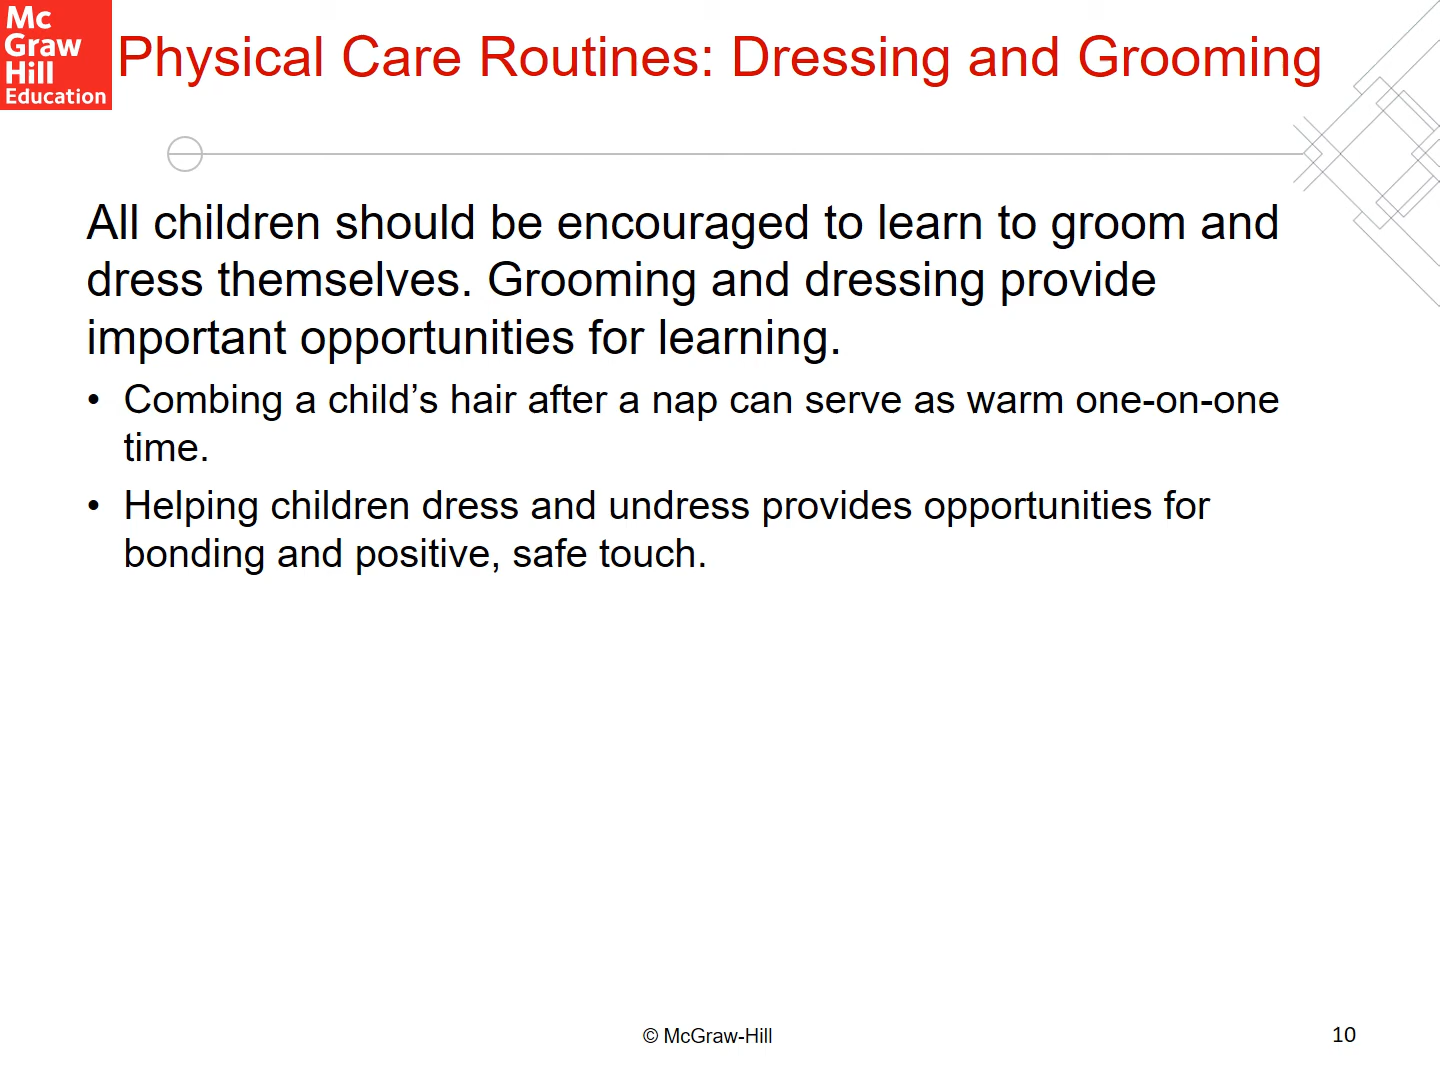 Mc
Graw
Hill
Education
Physical Care Routines: Dressing and Grooming
All children should be encouraged to learn to groom and
dress themselves. Grooming and dressing provide
important opportunities for learning.
• Combing a child’s hair after a nap can serve as warm one-on-one
time.
• Helping children dress and undress provides opportunities for
bonding and positive, safe touch.
© McGraw-Hill
10